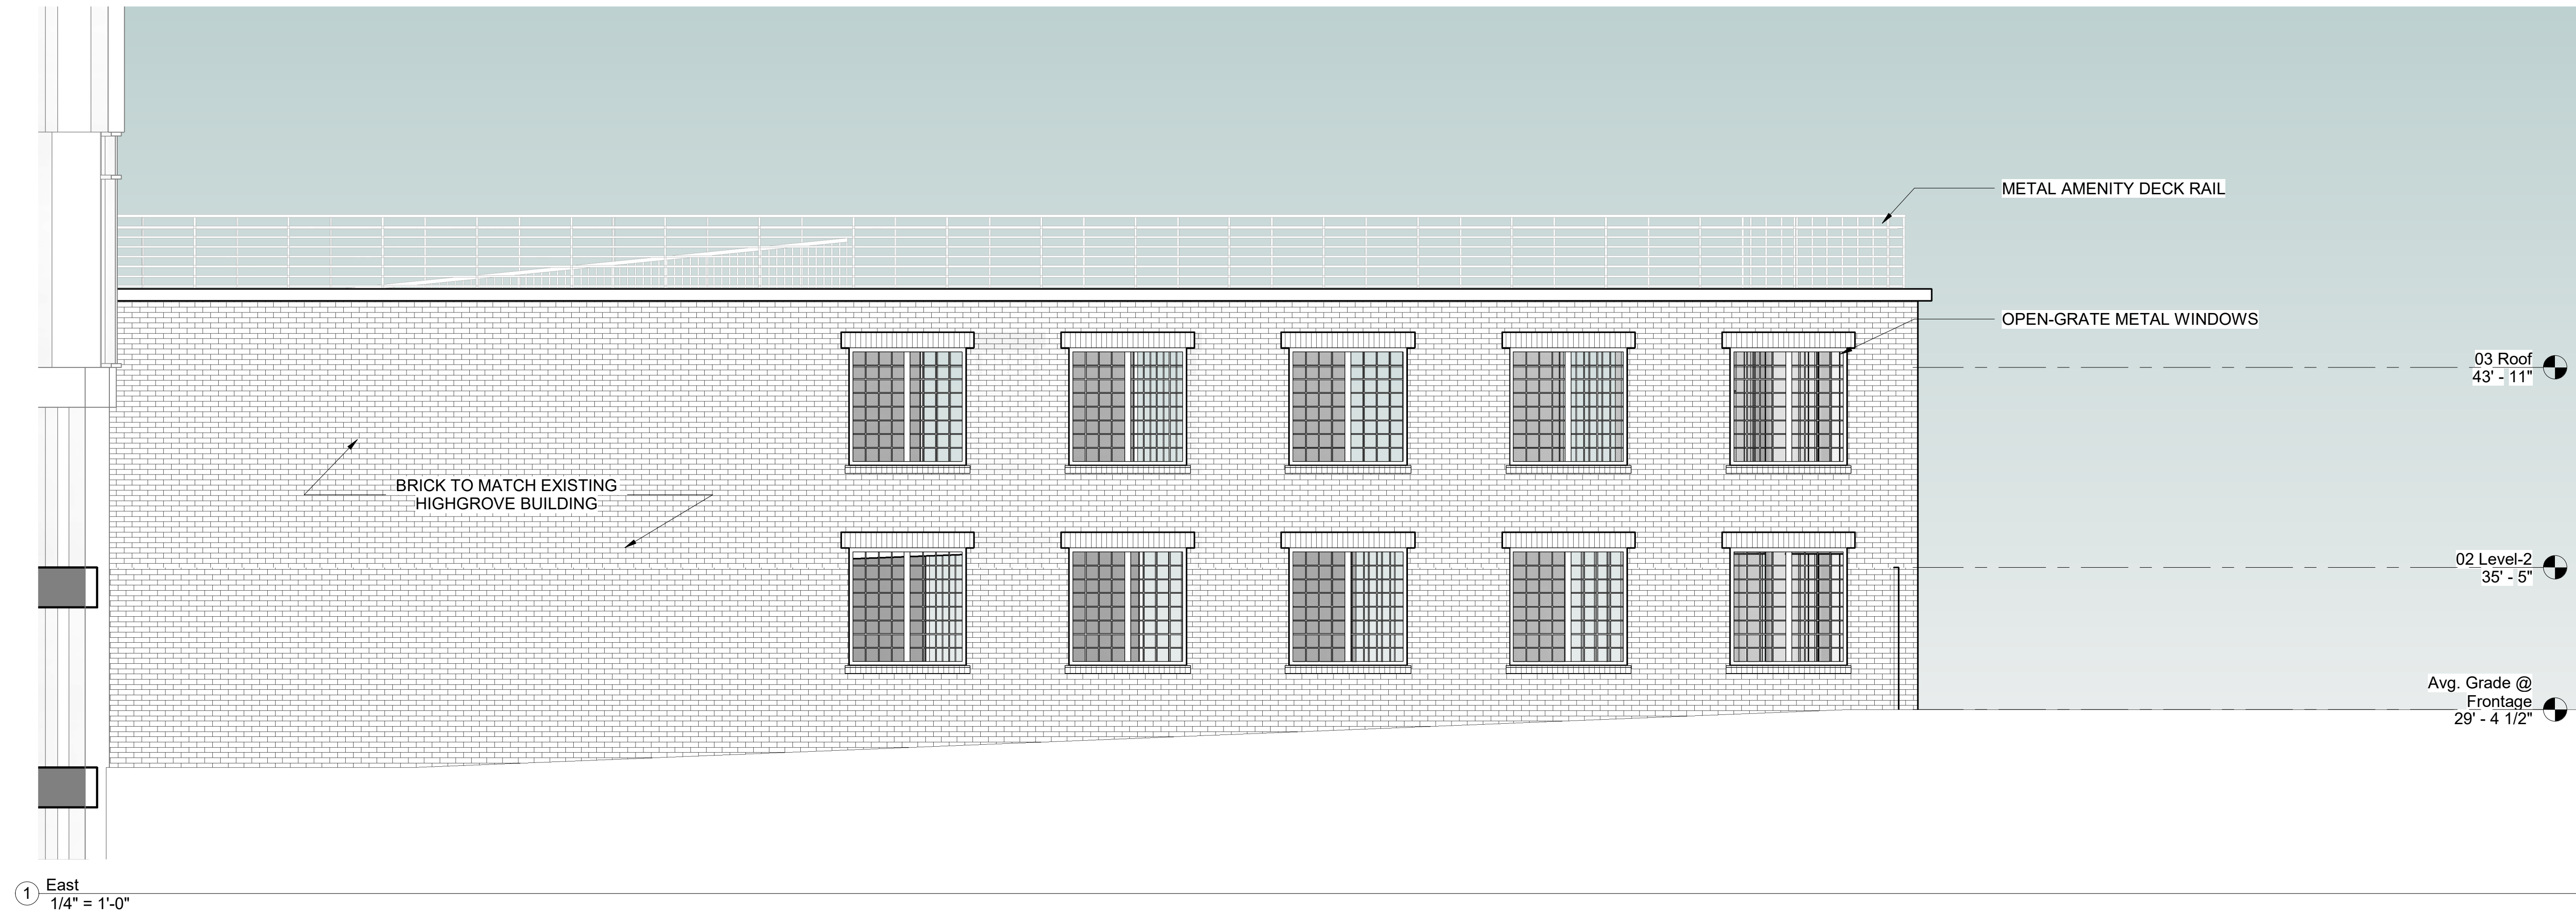 METAL AMENITY DECK RAIL
OPEN-GRATE METAL WINDOWS
03 Roof
43' - 11"
BRICK TO MATCH EXISTING
HIGHGROVE BUILDING
02 Level-2
35' - 5"
Avg. Grade @
Frontage
29' - 4 1/2"
1 East
1/4" = 1'-0"